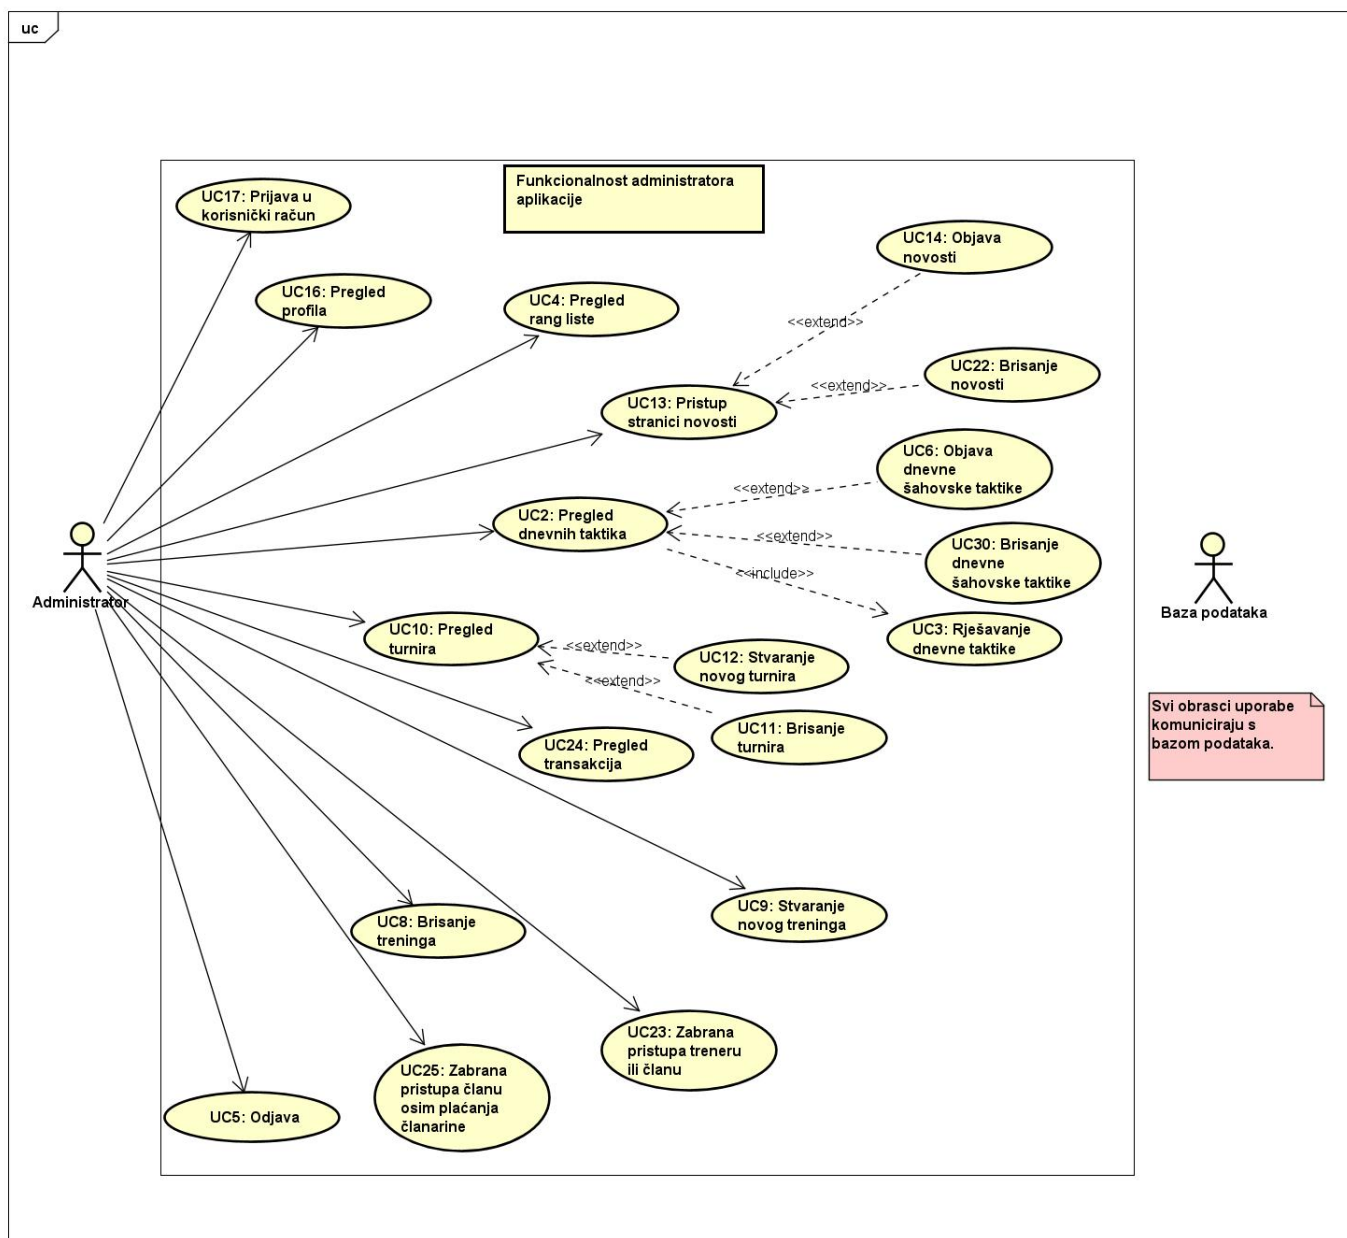 uc
Funkcionalnost administratora
aplikacije
UC17: Prijava u
korisnički račun
UC14: Objava
novosti
UC16: Pregled
profila
UC4: Pregled
rang liste
<<extend>>
UC22: Brisanje
novosti
<<extend>>
UC13: Pristup
stranici novosti
UC6: Objava
dnevne
šahovske taktike
<<extend>>
UC2: Pregled
dnevnih taktika
<<extend>>
UC30: Brisanje
dnevne
šahovske taktike
<<include>>
Administrator
Baza podataka
UC10: Pregled
turnira
UC3: Rješavanje
dnevne taktike
<<extend>>
UC12: Stvaranje
novog turnira
<<extend>>
UC11: Brisanje
turnira
Svi obrasci uporabe
komuniciraju s
bazom podataka.
UC24: Pregled
transakcija
UC9: Stvaranje
novog treninga
UC8: Brisanje
treninga
UC23: Zabrana
pristupa treneru
ili članu
UC25: Zabrana
pristupa članu
osim plaćanja
članarine
UC5: Odjava